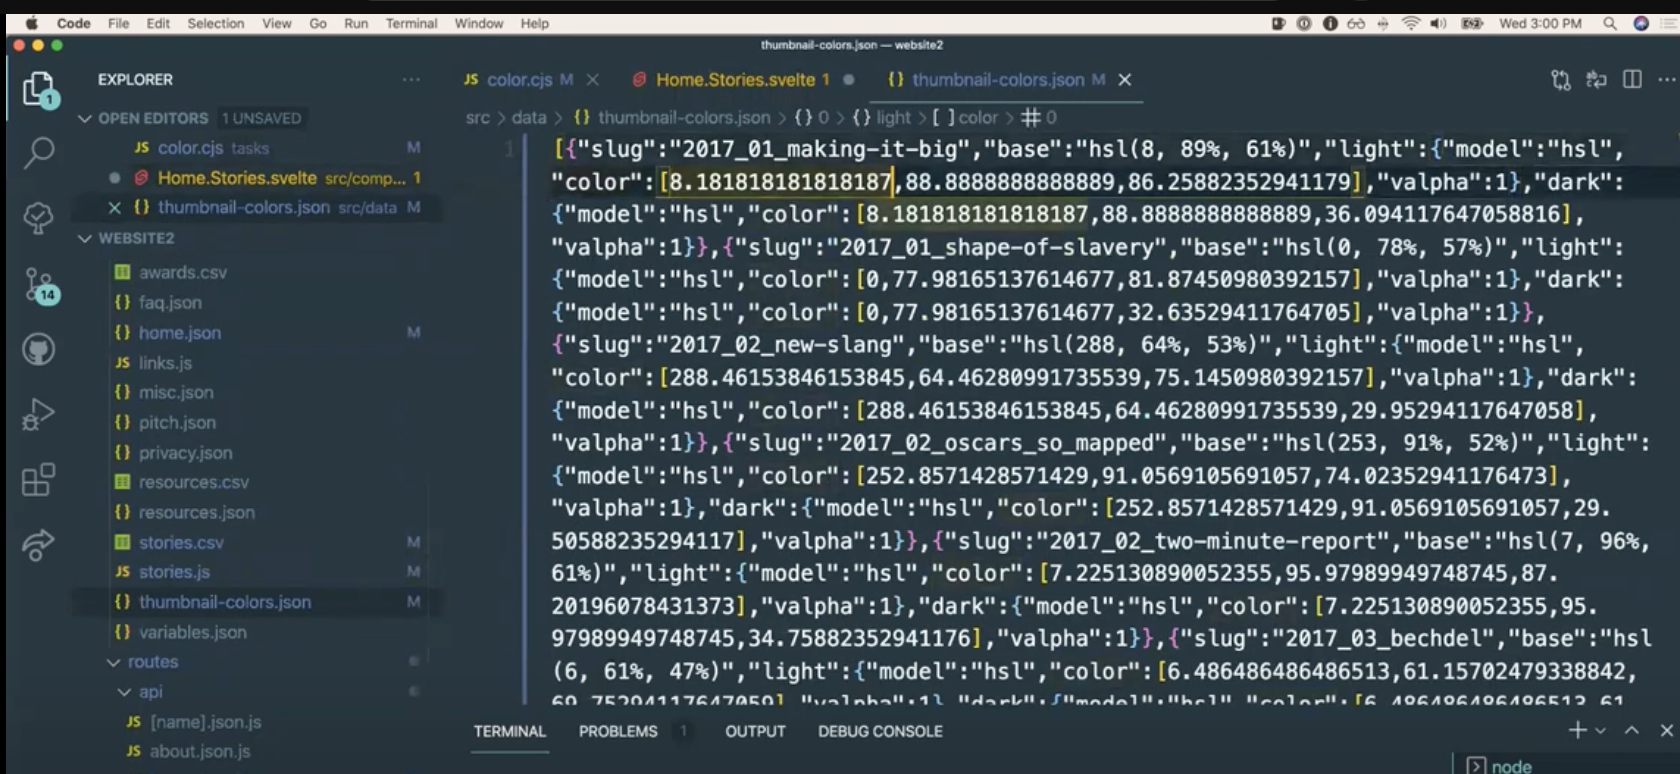 Code File Edit Selection View Go Run Terminal Window Help Wed 3:00 PM
thumbnail-colors.json — website2
EXPLORER
OPEN EDITORS 1 UNSAVED
JS color.cjs tasks M
Home.Stories.svelte src/comp... 1
{} thumbnail-colors.json src/data M
WEBSITE2
awards.csv
{} faq.json
{} home.json M
JS links.js
{} misc.json
{} pitch.json
{} privacy.json
resources.csv
{} resources.json
stories.csv M
JS stories.js M
{} thumbnail-colors.json M
{} variables.json
routes
api
JS [name].json.js
JS about.json.js
1
14
JS color.cjs M Home.Stories.svelte 1 {} thumbnail-colors.json M
src > data > {} thumbnail-colors.json > {} 0 > {} light > [ ] color > # 0
1 [{"slug":"2017_01_making-it-big","base":"hsl(8, 89%, 61%)","light":{"model":"hsl",
"color":[8.181818181818187,88.8888888888889,86.25882352941179],"valpha":1},"dark":
{"model":"hsl","color":[8.181818181818187,88.8888888888889,36.094117647058816],
"valpha":1}},{"slug":"2017_01_shape-of-slavery","base":"hsl(0, 78%, 57%)","light":
{"model":"hsl","color":[0,77.98165137614677,81.87450980392157],"valpha":1},"dark":
{"model":"hsl","color":[0,77.98165137614677,32.63529411764705],"valpha":1}},
{"slug":"2017_02_new-slang","base":"hsl(288, 64%, 53%)","light":{"model":"hsl",
"color":[288.46153846153845,64.46280991735539,75.1450980392157],"valpha":1},"dark":
{"model":"hsl","color":[288.46153846153845,64.46280991735539,29.95294117647058],
"valpha":1}},{"slug":"2017_02_oscars_so_mapped","base":"hsl(253, 91%, 52%)","light":
{"model":"hsl","color":[252.8571428571429,91.0569105691057,74.02352941176473],
"valpha":1},"dark":{"model":"hsl","color":[252.8571428571429,91.0569105691057,29.
50588235294117],"valpha":1}},{"slug":"2017_02_two-minute-report","base":"hsl(7, 96%,
61%)","light":{"model":"hsl","color":[7.225130890052355,95.97989949748745,87.
20196078431373],"valpha":1},"dark":{"model":"hsl","color":[7.225130890052355,95.
97989949748745,34.75882352941176],"valpha":1}},{"slug":"2017_03_bechdel","base":"hsl
(6, 61%, 47%)","light":{"model":"hsl","color":[6.486486486486513,61.15702479338842,
69.75294117647059],"valpha":1},"dark":{"model":"hsl","color":[6.486486486486513,61.
TERMINAL PROBLEMS 1 OUTPUT DEBUG CONSOLE
node